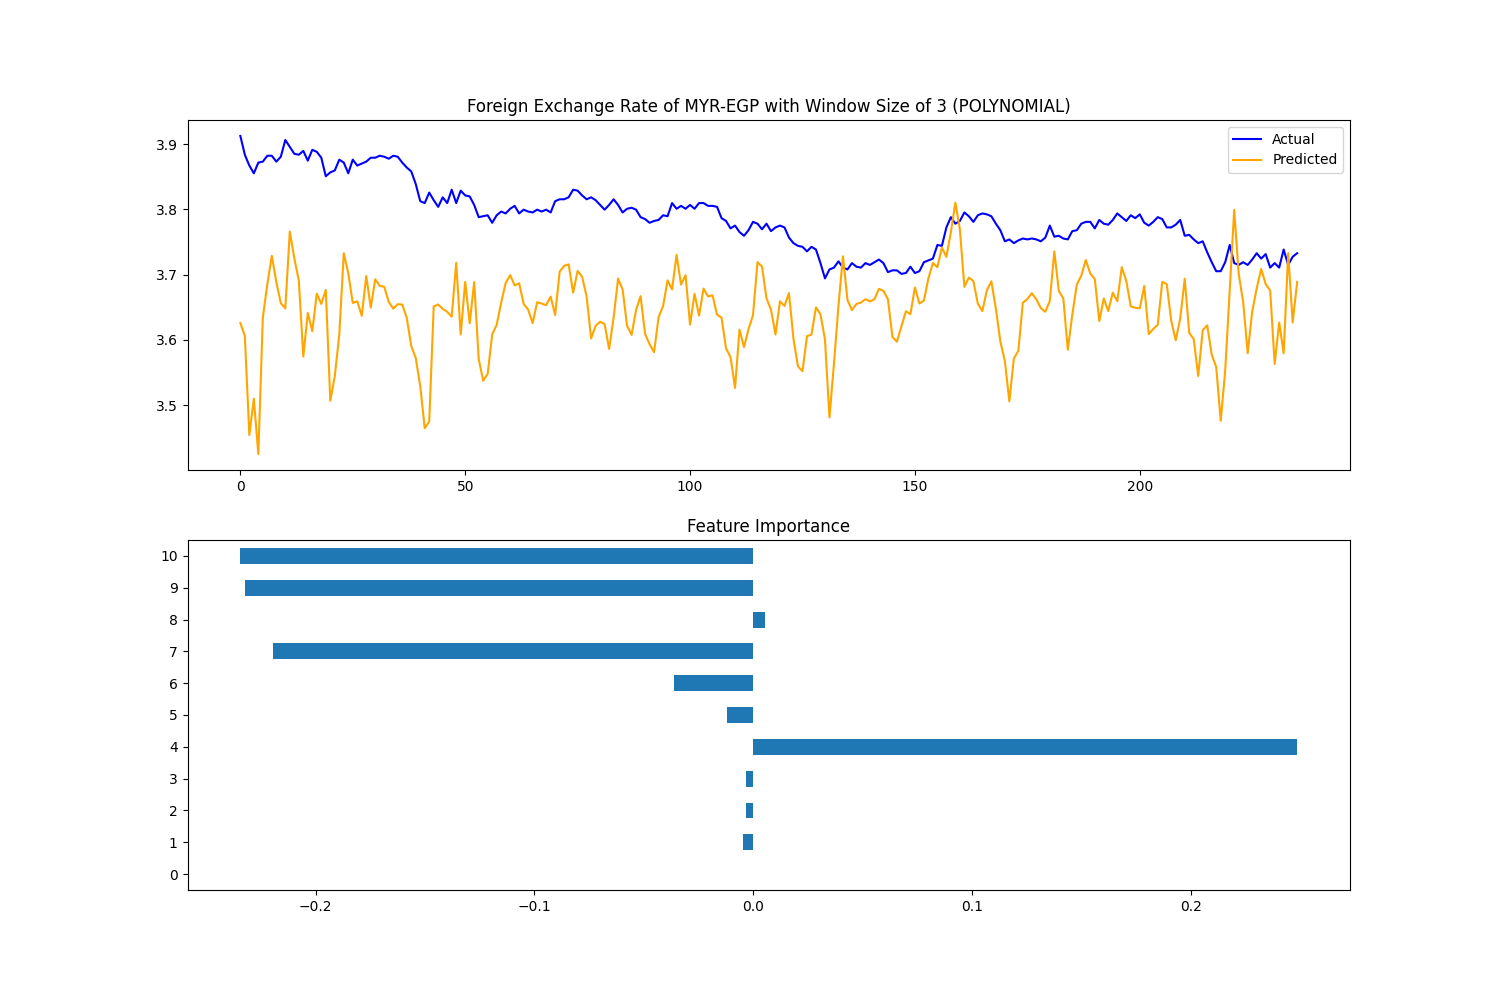 Foreign Exchange Rate of MYR-EGP with Window Size of 3 (POLYNOMIAL)
3.9
3.8
3.7
3.6
3.5
Actual
Predicted
0 50 100 150 200
Feature Importance
10
9
8
7
6
5
4
3
2
1
0
−0.2 −0.1 0.0 0.1 0.2